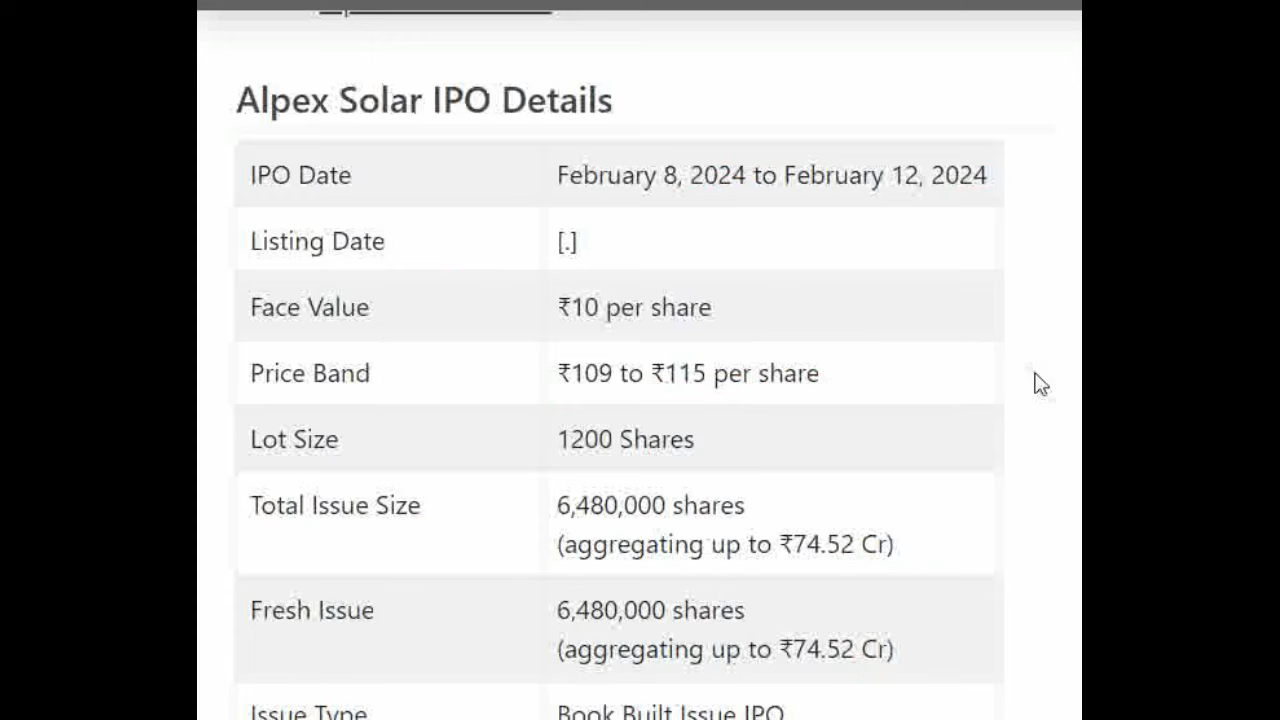 Alpex Solar IPO Details
IPO Date February 8, 2024 to February 12, 2024
Listing Date [.]
Face Value ₹10 per share
Price Band ₹109 to ₹115 per share
Lot Size 1200 Shares
Total Issue Size 6,480,000 shares
(aggregating up to ₹74.52 Cr)
Fresh Issue 6,480,000 shares
(aggregating up to ₹74.52 Cr)
Issue Type Book Built Issue IPO